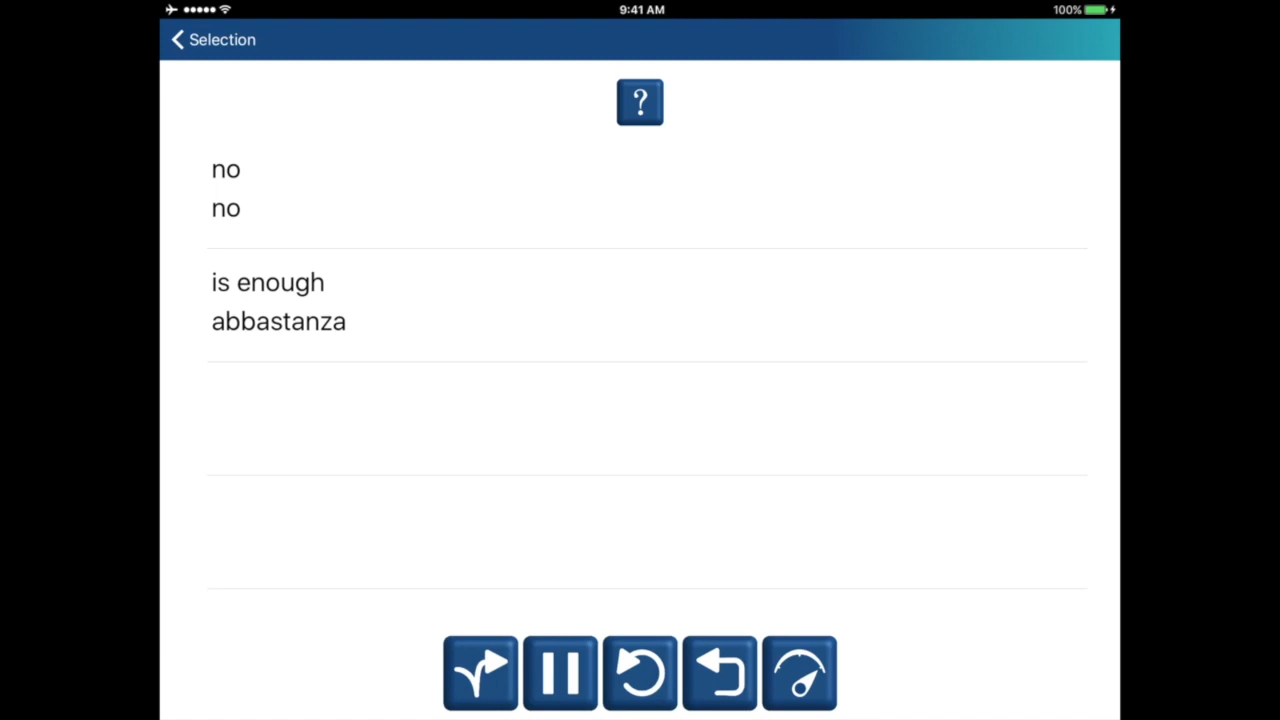 9:41 AM
100%
Selection
?
no
no
is enough
abbastanza